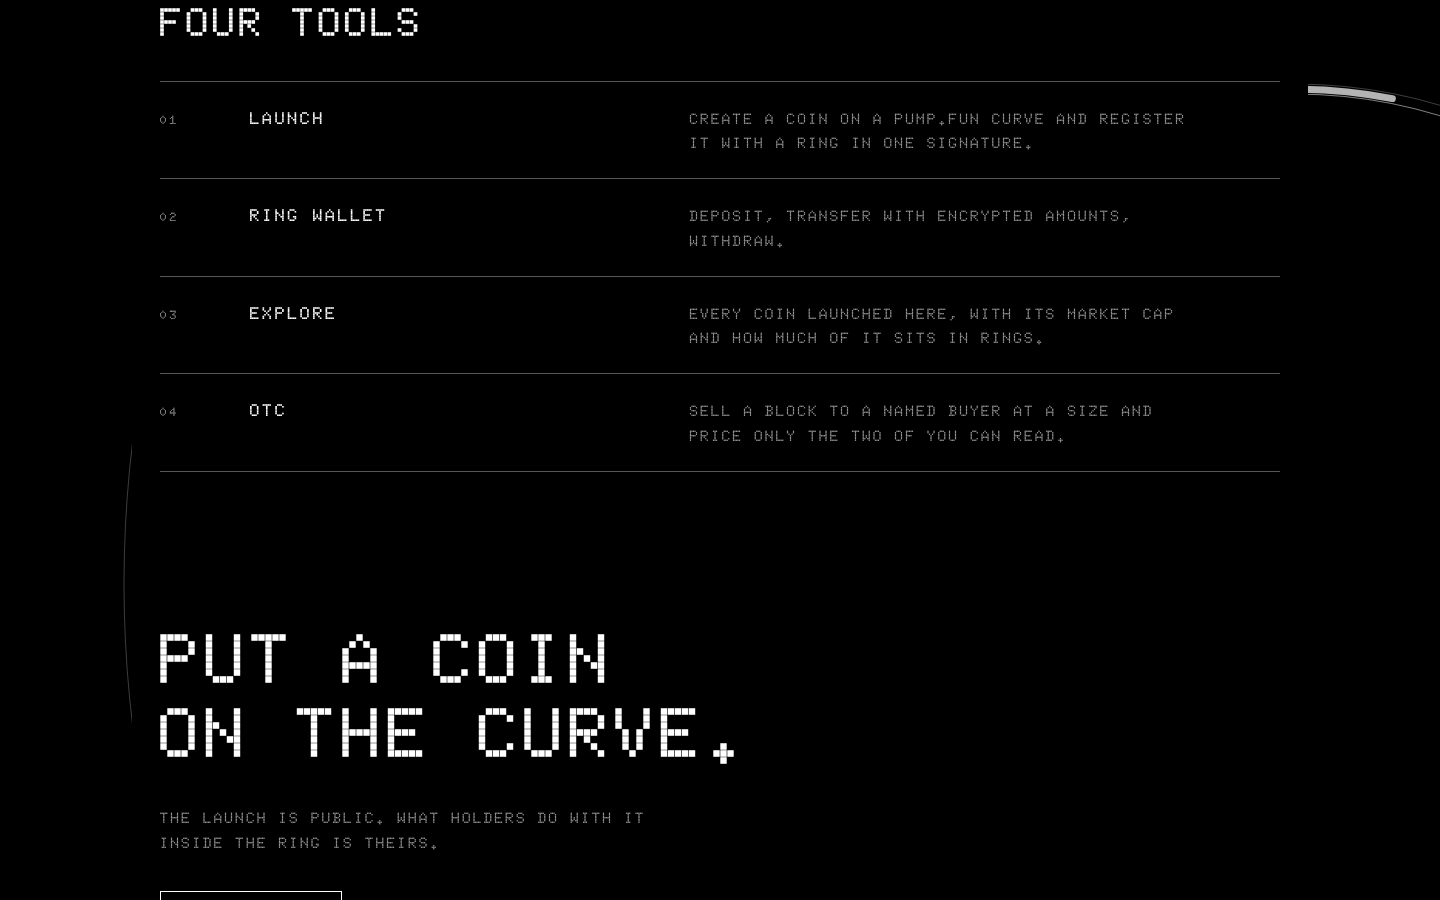 FOUR TOOLS
01 LAUNCH CREATE A COIN ON A PUMP.FUN CURVE AND REGISTER
IT WITH A RING IN ONE SIGNATURE.
02 RING WALLET DEPOSIT, TRANSFER WITH ENCRYPTED AMOUNTS,
WITHDRAW.
03 EXPLORE EVERY COIN LAUNCHED HERE, WITH ITS MARKET CAP
AND HOW MUCH OF IT SITS IN RINGS.
04 OTC SELL A BLOCK TO A NAMED BUYER AT A SIZE AND
PRICE ONLY THE TWO OF YOU CAN READ.
PUT A COIN
ON THE CURVE.
THE LAUNCH IS PUBLIC. WHAT HOLDERS DO WITH IT
INSIDE THE RING IS THEIRS.